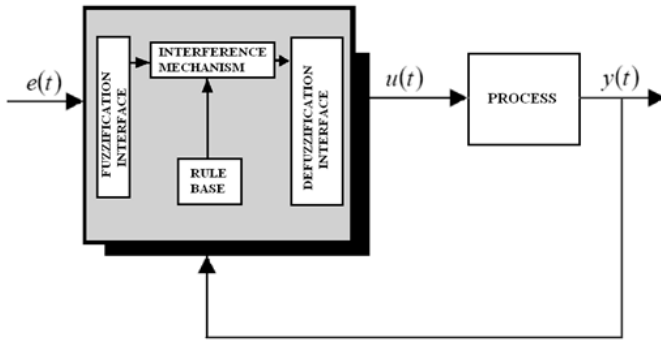 e(t)
FUZZIFICATION
INTERFACE
INTERFERENCE
MECHANISM
RULE
BASE
DEFUZZIFICATION
INTERFACE
u(t)
PROCESS
y(t)